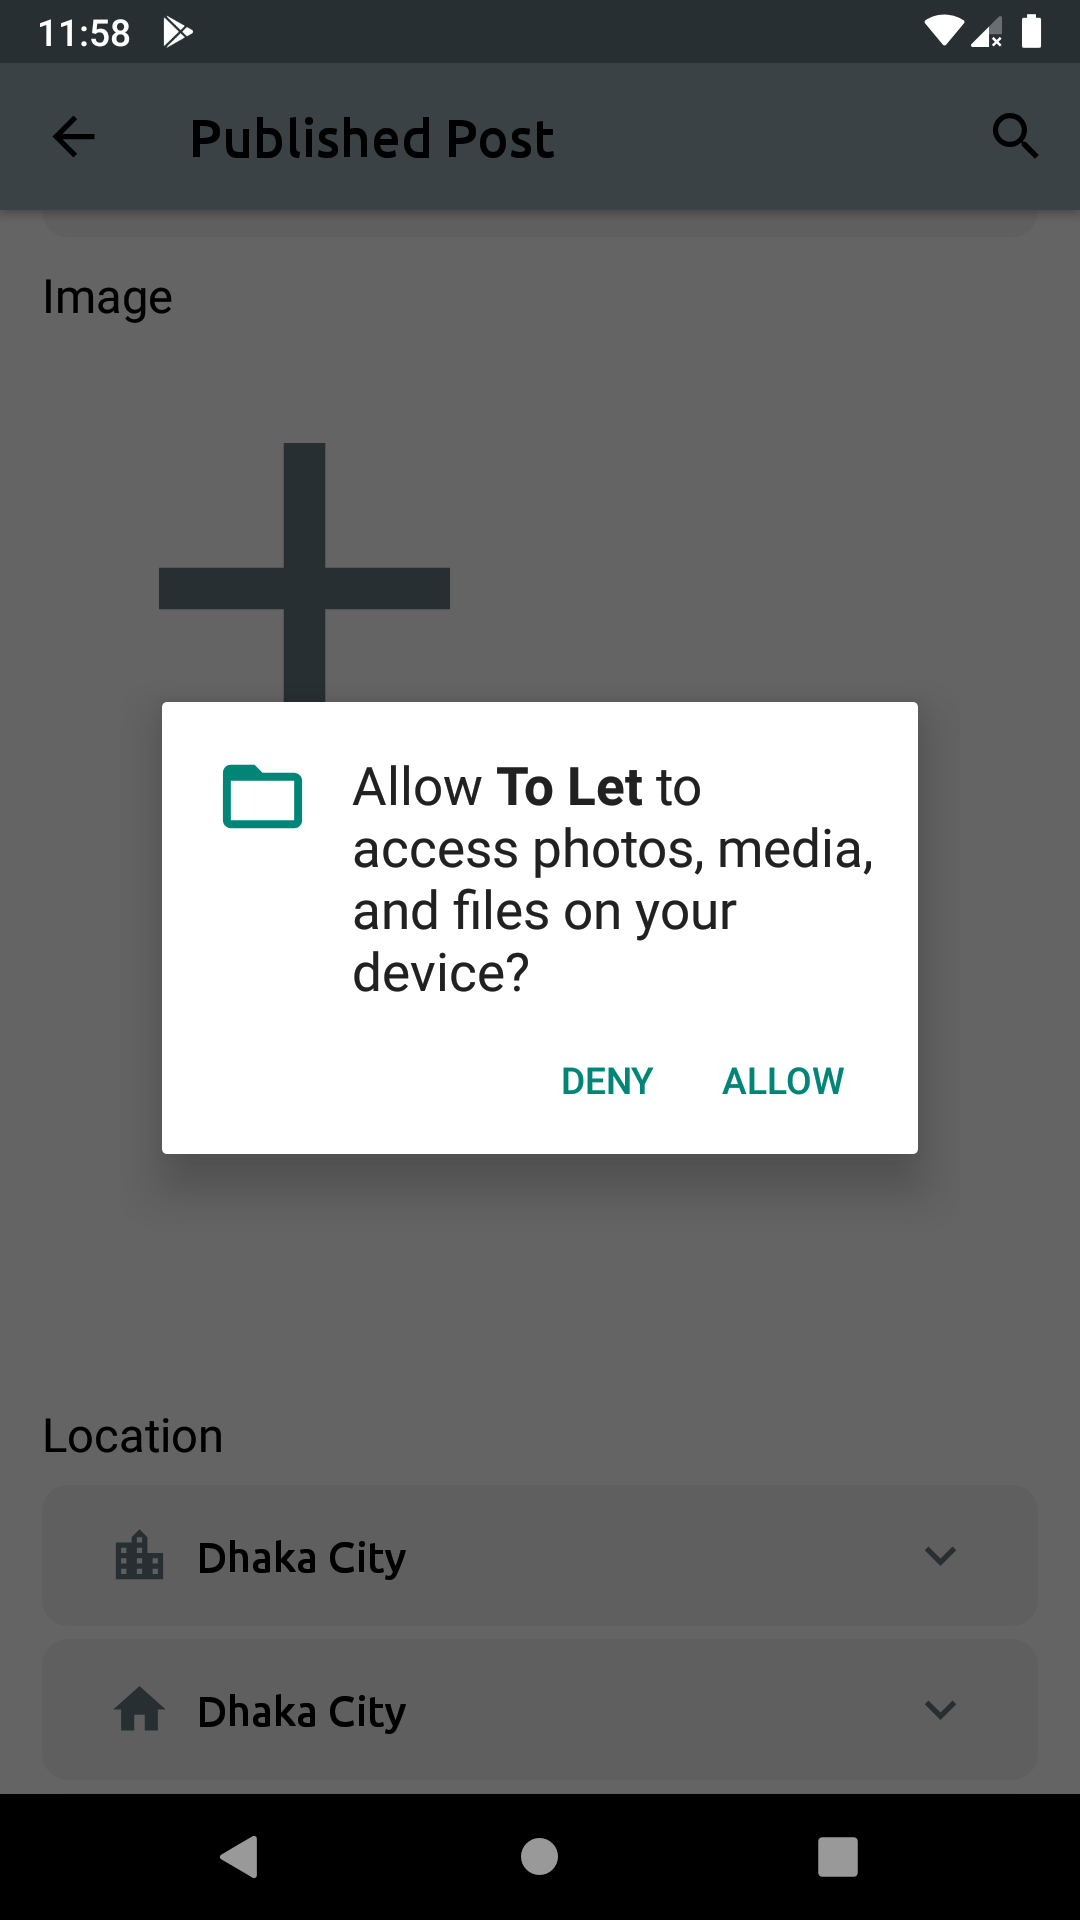 11:58
Published Post
Image
Allow To Let to
access photos, media,
and files on your
device?
DENY ALLOW
Location
Dhaka City
Dhaka City